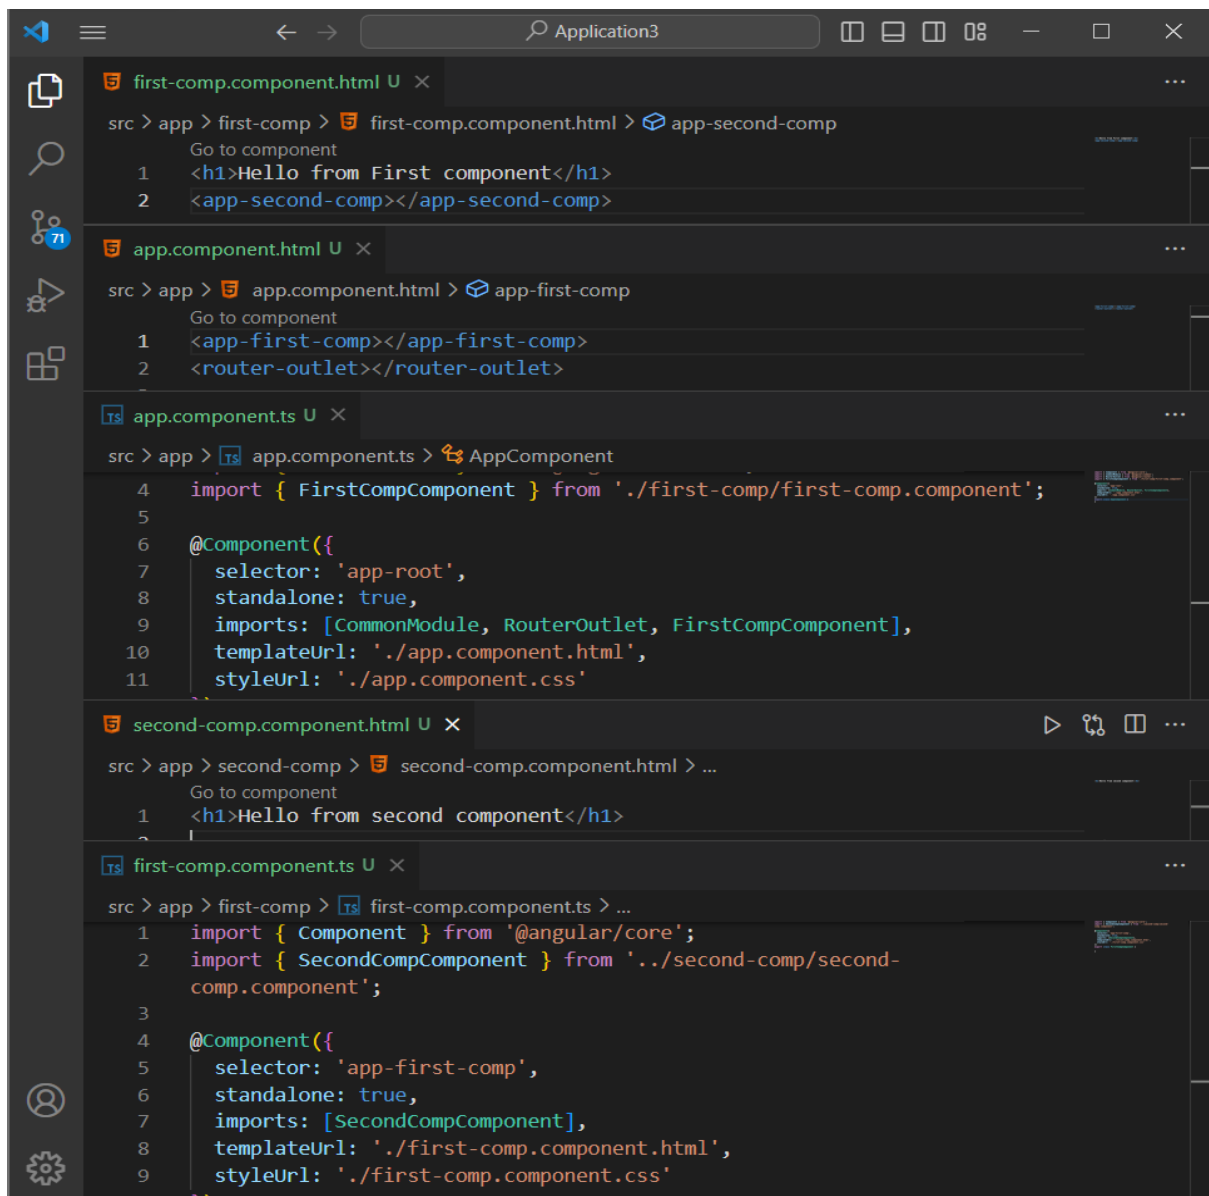 Application3
first-comp.component.html U
src > app > first-comp > first-comp.component.html > app-second-comp
Go to component
1 <h1>Hello from First component</h1>
2 <app-second-comp></app-second-comp>
71
app.component.html U
src > app > app.component.html > app-first-comp
Go to component
1 <app-first-comp></app-first-comp>
2 <router-outlet></router-outlet>
TS app.component.ts U
src > app > TS app.component.ts > AppComponent
4 import { FirstCompComponent } from './first-comp/first-comp.component';
5
6 @Component({
7 selector: 'app-root',
8 standalone: true,
9 imports: [CommonModule, RouterOutlet, FirstCompComponent],
10 templateUrl: './app.component.html',
11 styleUrl: './app.component.css'
second-comp.component.html U
src > app > second-comp > second-comp.component.html > ...
Go to component
1 <h1>Hello from second component</h1>
TS first-comp.component.ts U
src > app > first-comp > TS first-comp.component.ts > ...
1 import { Component } from '@angular/core';
2 import { SecondCompComponent } from '../second-comp/second-
comp.component';
3
4 @Component({
5 selector: 'app-first-comp',
6 standalone: true,
7 imports: [SecondCompComponent],
8 templateUrl: './first-comp.component.html',
9 styleUrl: './first-comp.component.css'